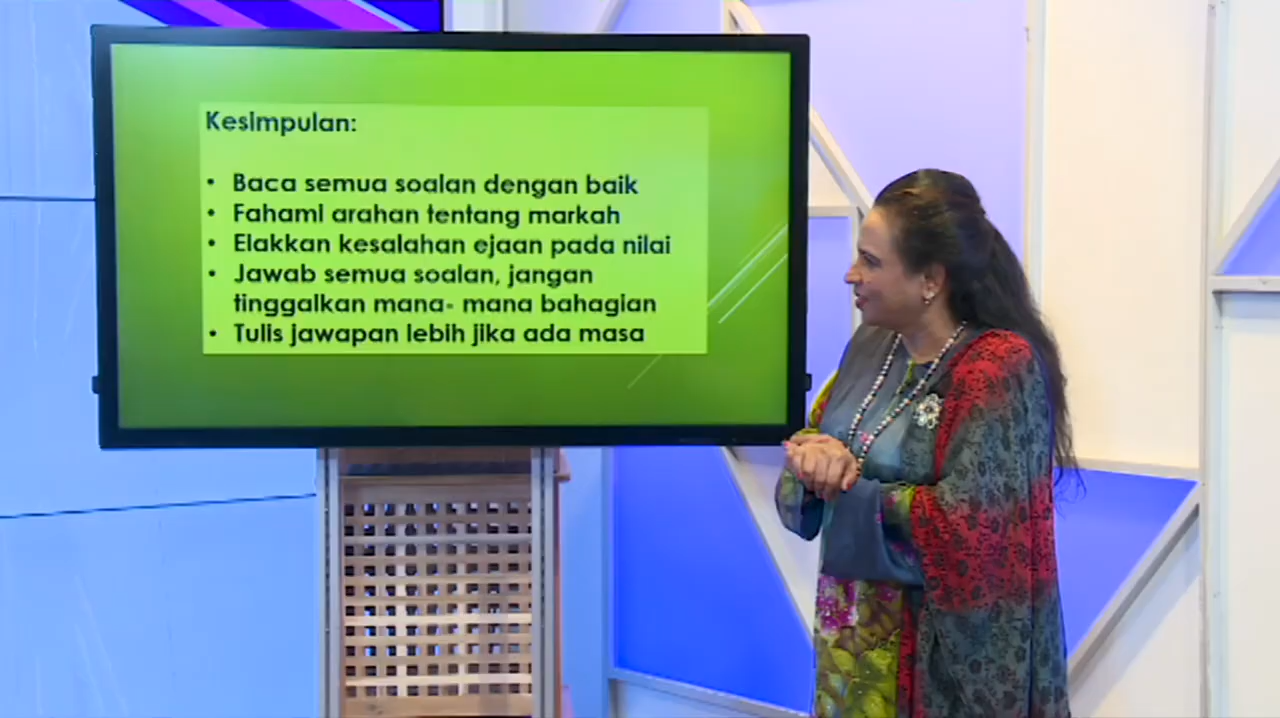 Kesimpulan:
• Baca semua soalan dengan baik
• Fahami arahan tentang markah
• Elakkan kesalahan ejaan pada nilai
• Jawab semua soalan, jangan
tinggalkan mana- mana bahagian
• Tulis jawapan lebih jika ada masa